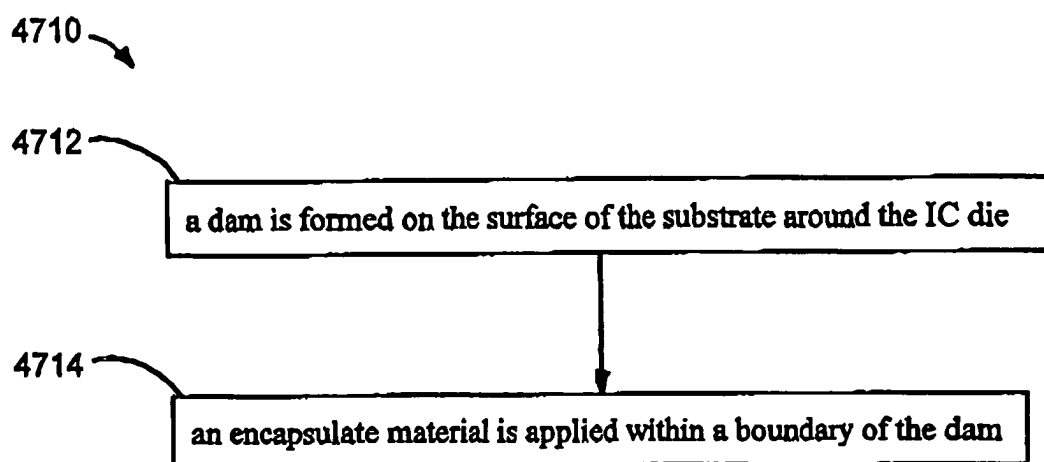 4710
4712
a dam is formed on the surface of the substrate around the IC die
4714
an encapsulate material is applied within a boundary of the dam